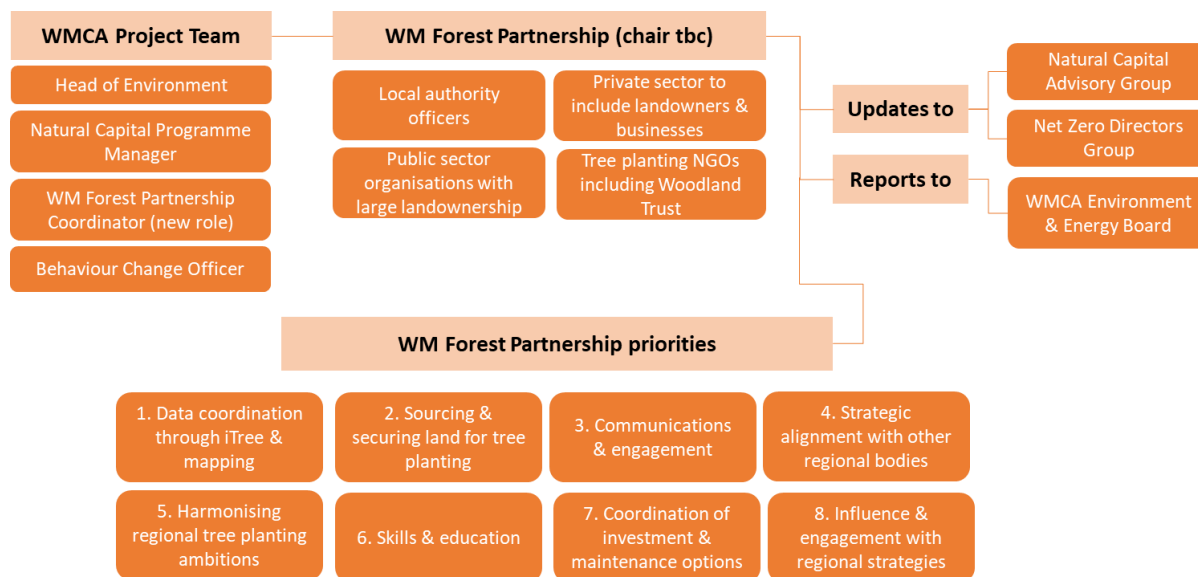 WMCA Project Team
Head of Environment
Natural Capital Programme
Manager
WM Forest Partnership
Coordinator (new role)
Behaviour Change Officer
WM Forest Partnership (chair tbc)
Local authority
officers
Private sector to
include landowners &
businesses
Public sector
organisations with
large landownership
Tree planting NGOs
including Woodland
Trust
Updates to
Natural Capital
Advisory Group
Net Zero Directors
Group
Reports to
WMCA Environment
& Energy Board
WM Forest Partnership priorities
1. Data coordination
through iTree &
mapping
2. Sourcing &
securing land for tree
planting
3. Communications
& engagement
4. Strategic
alignment with other
regional bodies
5. Harmonising
regional tree planting
ambitions
6. Skills & education
7. Coordination of
investment &
maintenance options
8. Influence &
engagement with
regional strategies